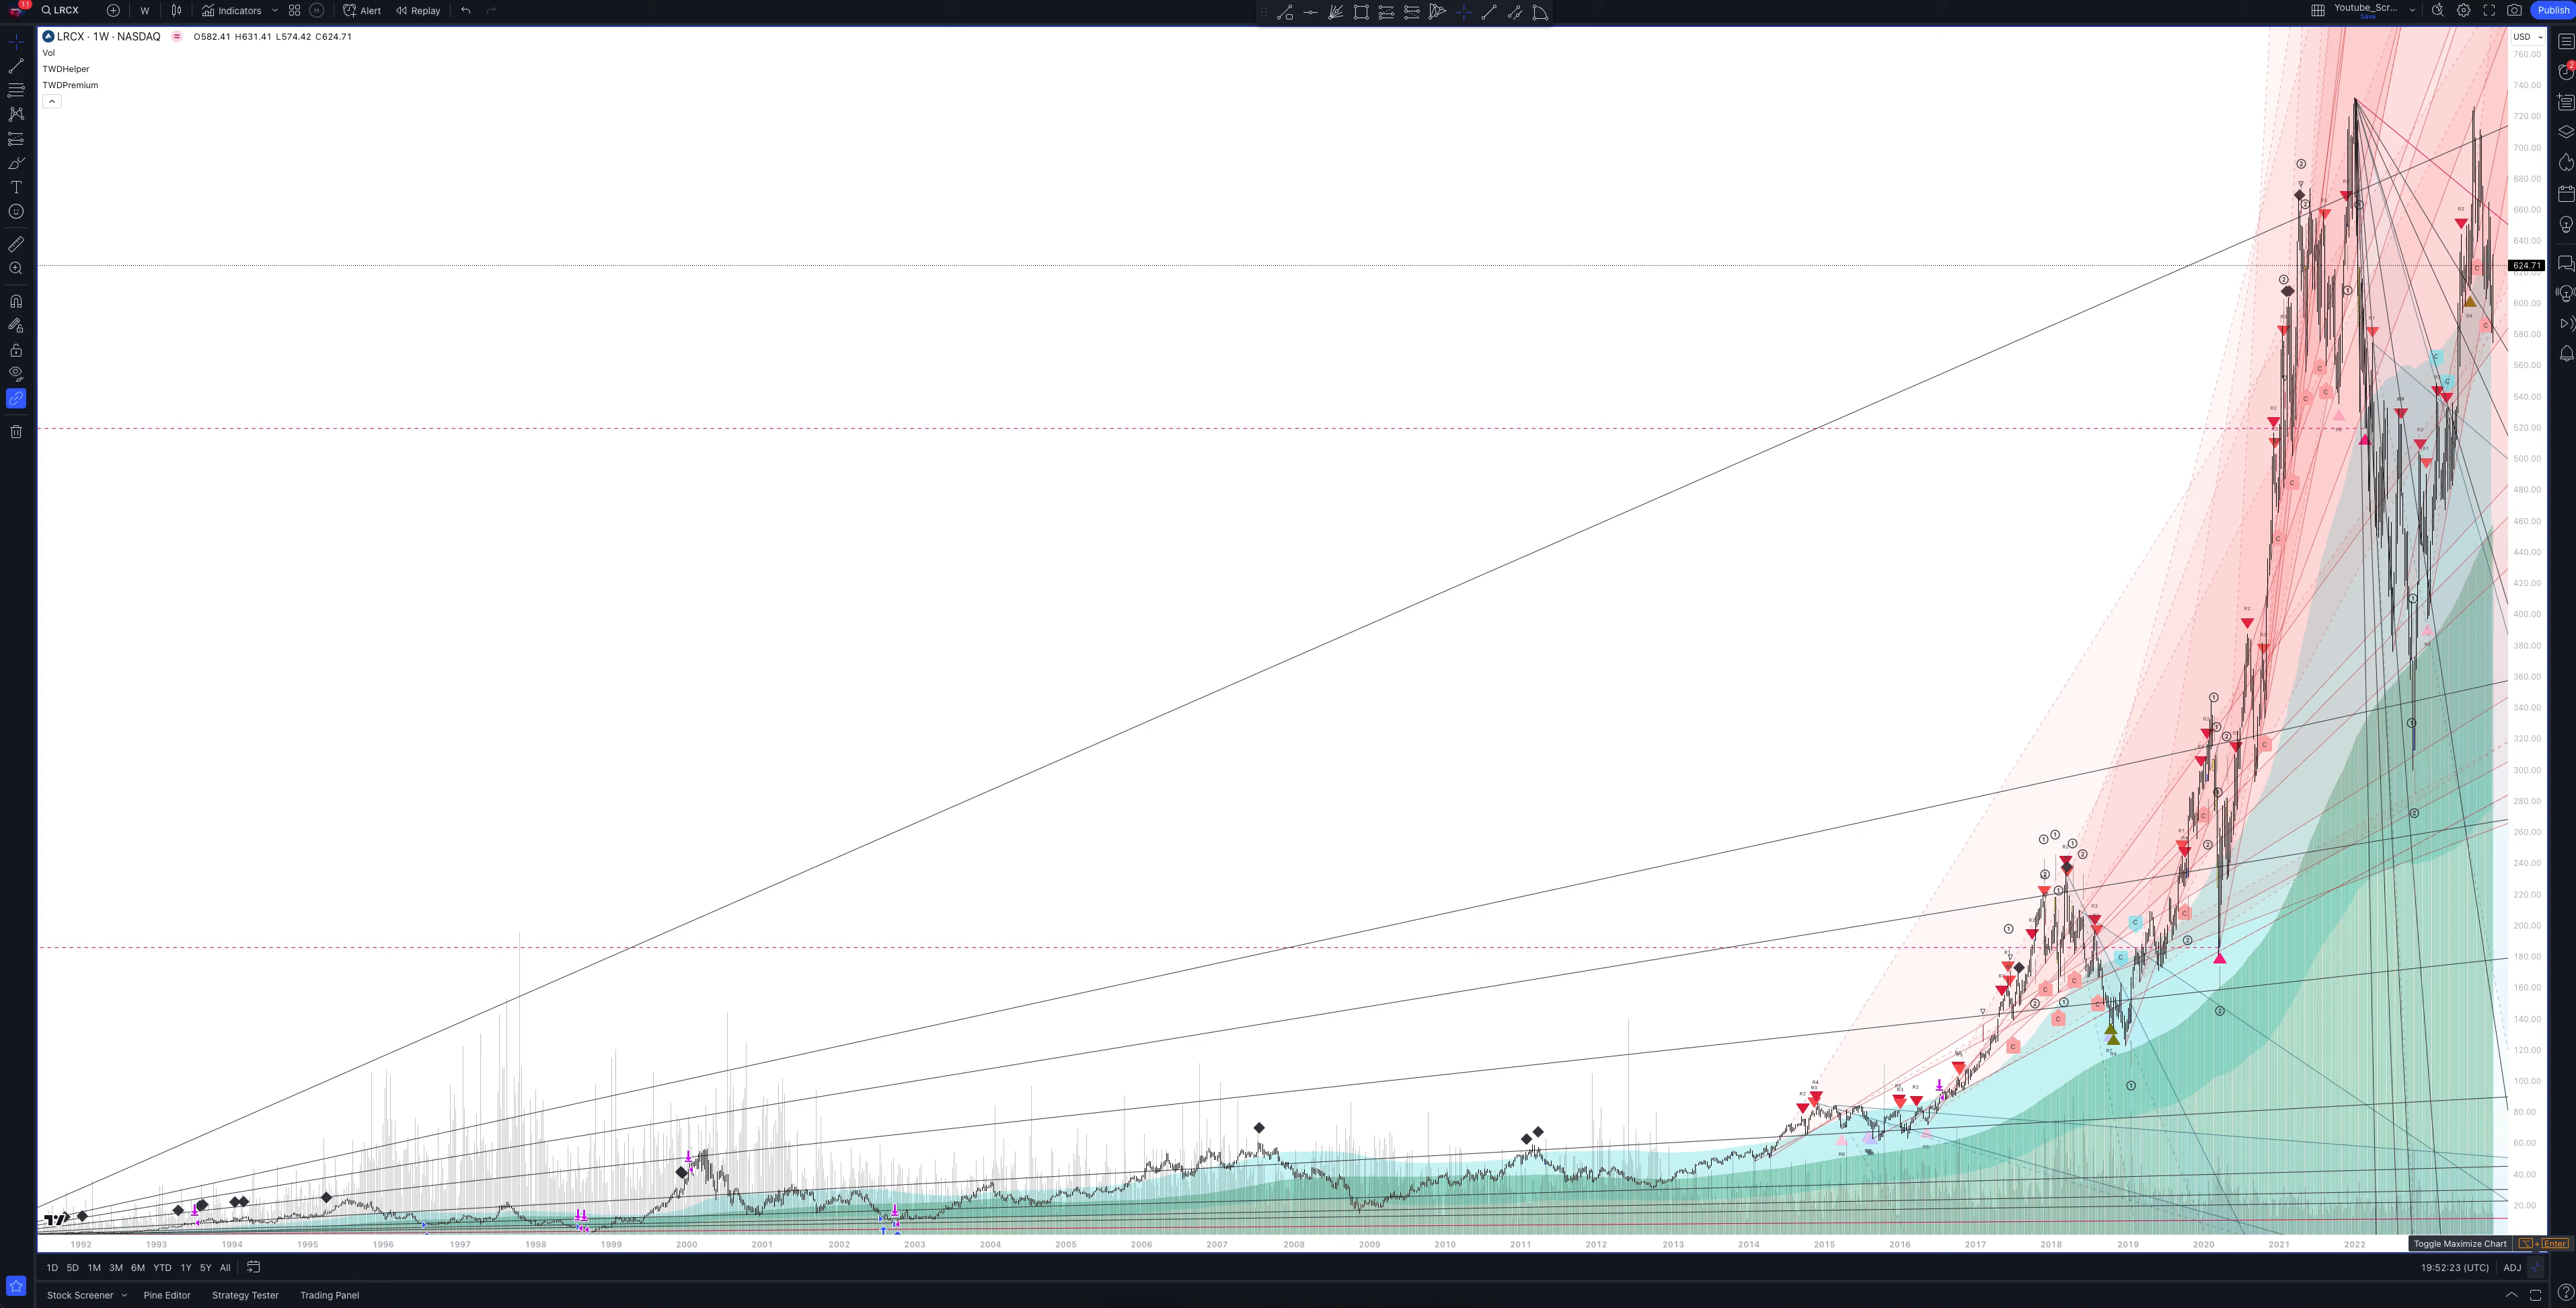 11
LRCX
W
Indicators
Alert
Replay
Youtube_Scr...
Save
Publish
LRCX · 1W · NASDAQ
O582.41 H631.41 L574.42 C624.71
Vol
TWDHelper
TWDPremium
USD
760.00
740.00
720.00
700.00
680.00
660.00
640.00
624.71
620.00
600.00
580.00
560.00
540.00
520.00
500.00
480.00
460.00
440.00
420.00
400.00
380.00
360.00
340.00
320.00
300.00
280.00
260.00
240.00
220.00
200.00
180.00
160.00
140.00
120.00
100.00
80.00
60.00
40.00
20.00
1992 1993 1994 1995 1996 1997 1998 1999 2000 2001 2002 2003 2004 2005 2006 2007 2008 2009 2010 2011 2012 2013 2014 2015 2016 2017 2018 2019 2020 2021 2022
Toggle Maximize Chart ⌥ + Enter
1D 5D 1M 3M 6M YTD 1Y 5Y All
19:52:23 (UTC) ADJ
Stock Screener Pine Editor Strategy Tester Trading Panel